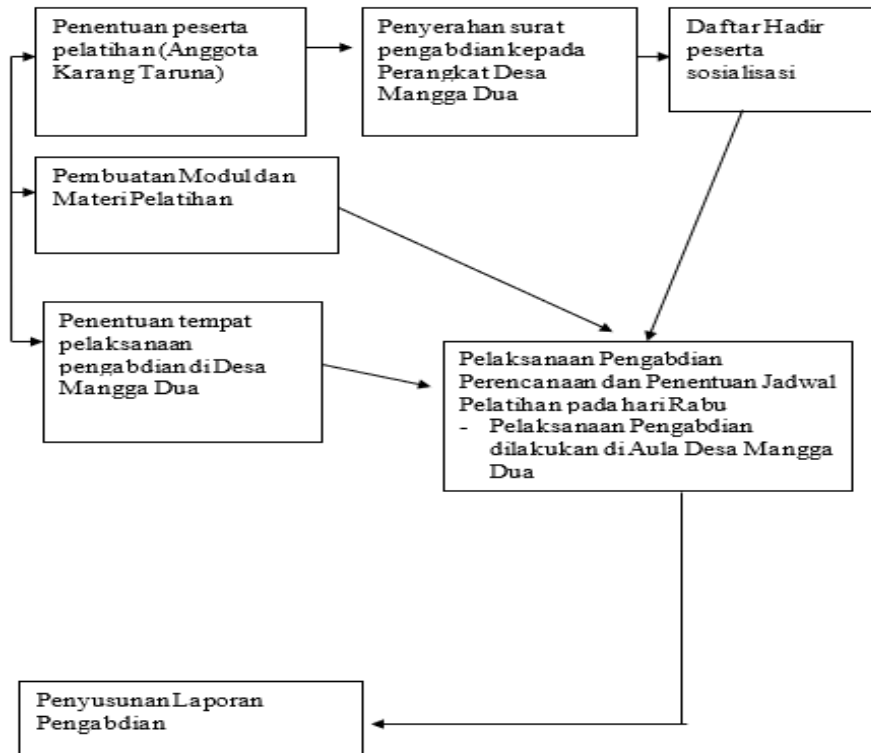 Penentuan peserta
pelatihan (Anggota
Karang Taruna)
Penyerahan surat
pengabdian kepada
Perangkat Desa
Mangga Dua
Daftar Hadir
peserta
sosialisasi
Pembuatan Modul dan
Materi Pelatihan
Penentuan tempat
pelaksanaan
pengabdian di Desa
Mangga Dua
Pelaksanaan Pengabdian
Perencanaan dan Penentuan Jadwal
Pelatihan pada hari Rabu
- Pelaksanaan Pengabdian
dilakukan di Aula Desa Mangga
Dua
Penyusunan Laporan
Pengabdian